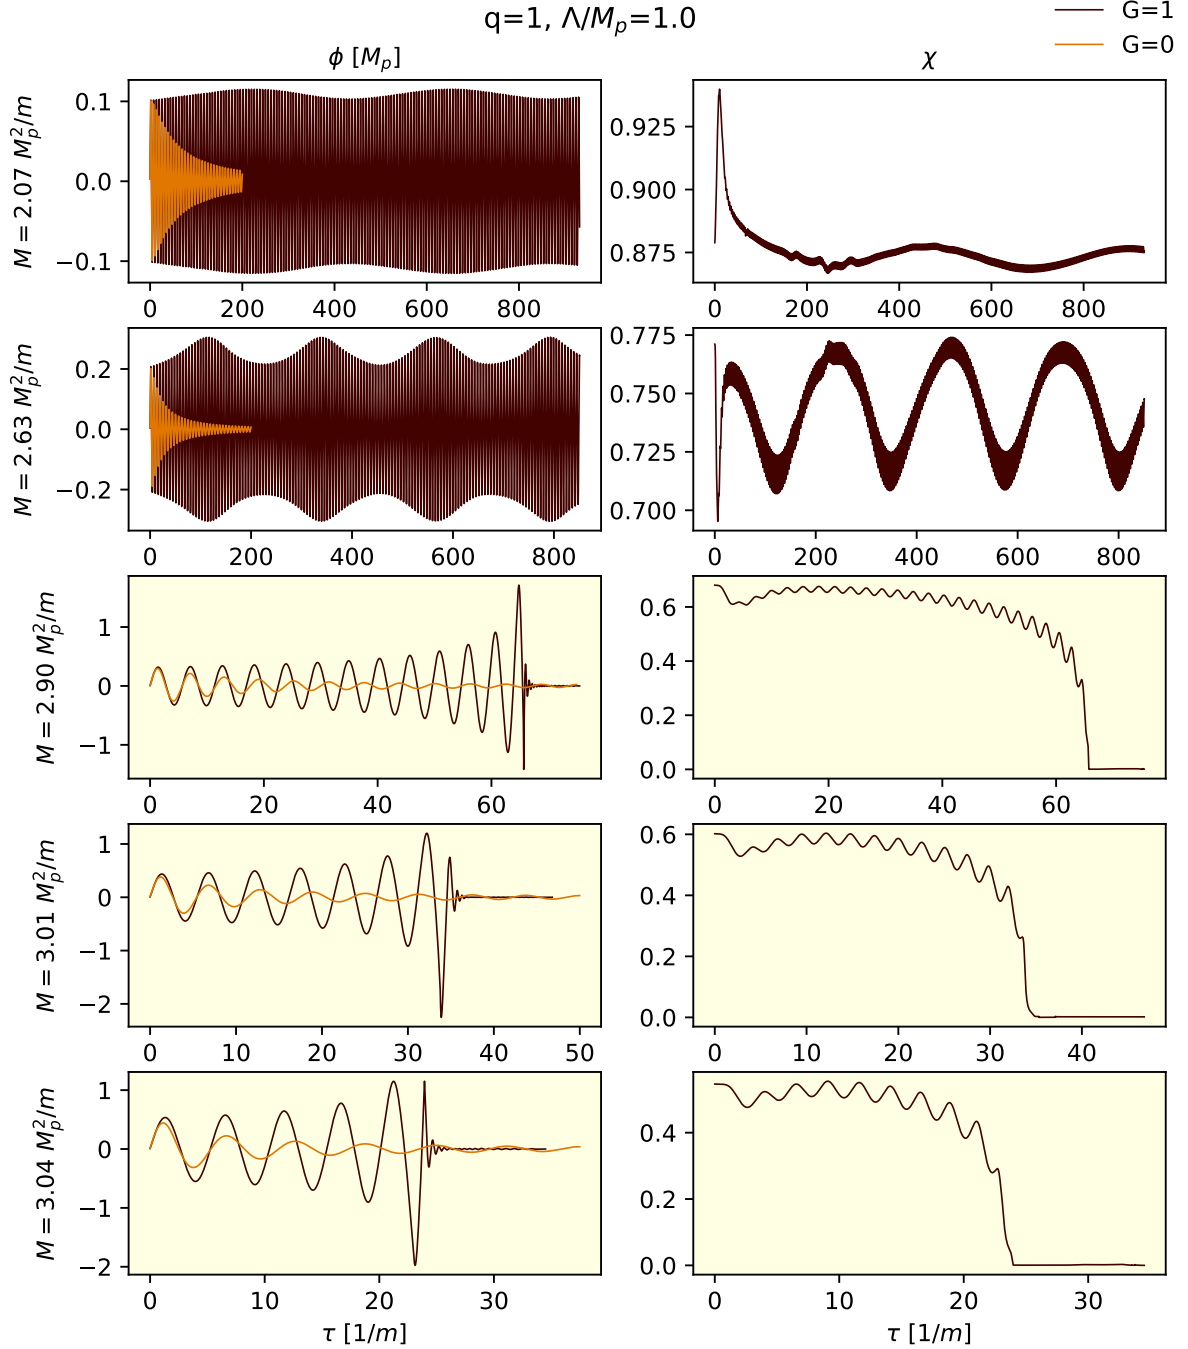 q=1, Λ/M_p=1.0
G=1
G=0
ϕ [M_p]
χ
M = 2.07 M_p^2/m
0.1
0.0
−0.1
0 200 400 600 800
0.925
0.900
0.875
0 200 400 600 800
M = 2.63 M_p^2/m
0.2
0.0
−0.2
0 200 400 600 800
0.775
0.750
0.725
0.700
0 200 400 600 800
M = 2.90 M_p^2/m
1
0
−1
0 20 40 60
0.6
0.4
0.2
0.0
0 20 40 60
M = 3.01 M_p^2/m
1
0
−1
−2
0 10 20 30 40 50
0.6
0.4
0.2
0.0
0 10 20 30 40
M = 3.04 M_p^2/m
1
0
−1
−2
0 10 20 30
τ [1/m]
0.4
0.2
0.0
0 10 20 30
τ [1/m]